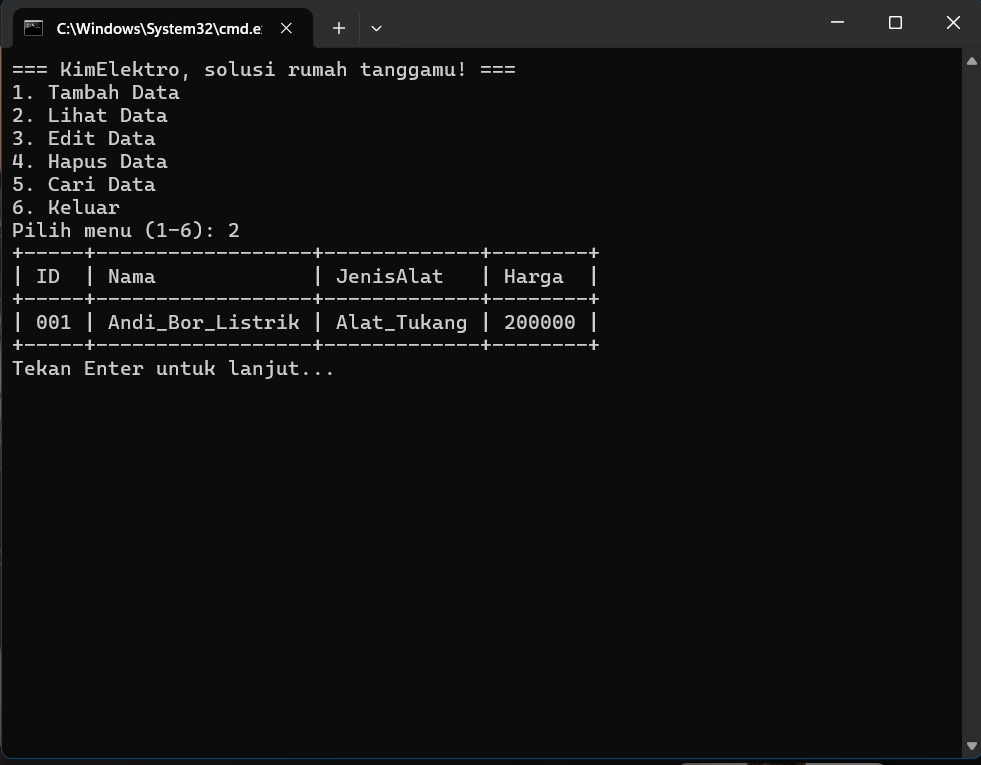 C:\Windows\System32\cmd.e
=== KimElektro, solusi rumah tanggamu! ===
1. Tambah Data
2. Lihat Data
3. Edit Data
4. Hapus Data
5. Cari Data
6. Keluar
Pilih menu (1-6): 2
+-----+------------------+-------------+--------+
| ID  | Nama             | JenisAlat   | Harga  |
+-----+------------------+-------------+--------+
| 001 | Andi_Bor_Listrik | Alat_Tukang | 200000 |
+-----+------------------+-------------+--------+
Tekan Enter untuk lanjut...